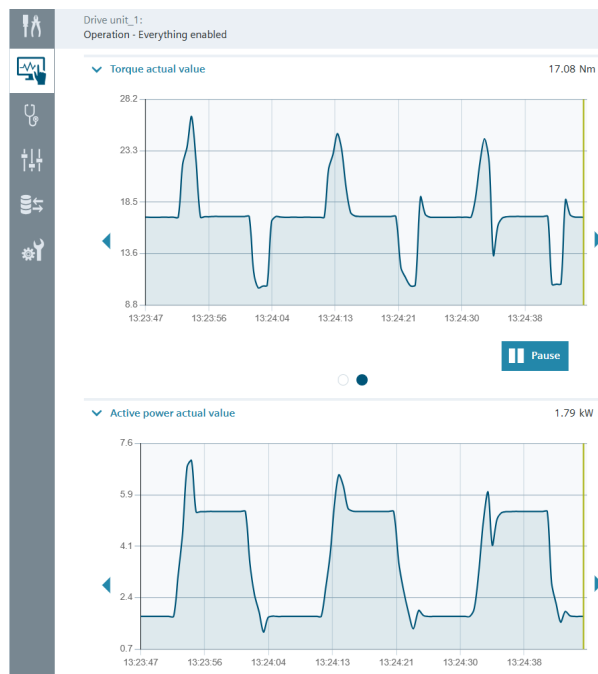 Drive unit_1:
Operation - Everything enabled
Torque actual value 17.08 Nm
28.2
23.3
18.5
13.6
8.8
13:23:47 13:23:56 13:24:04 13:24:13 13:24:21 13:24:30 13:24:38
Pause
Active power actual value 1.79 kW
7.6
5.9
4.1
2.4
0.7
13:23:47 13:23:56 13:24:04 13:24:13 13:24:21 13:24:30 13:24:38